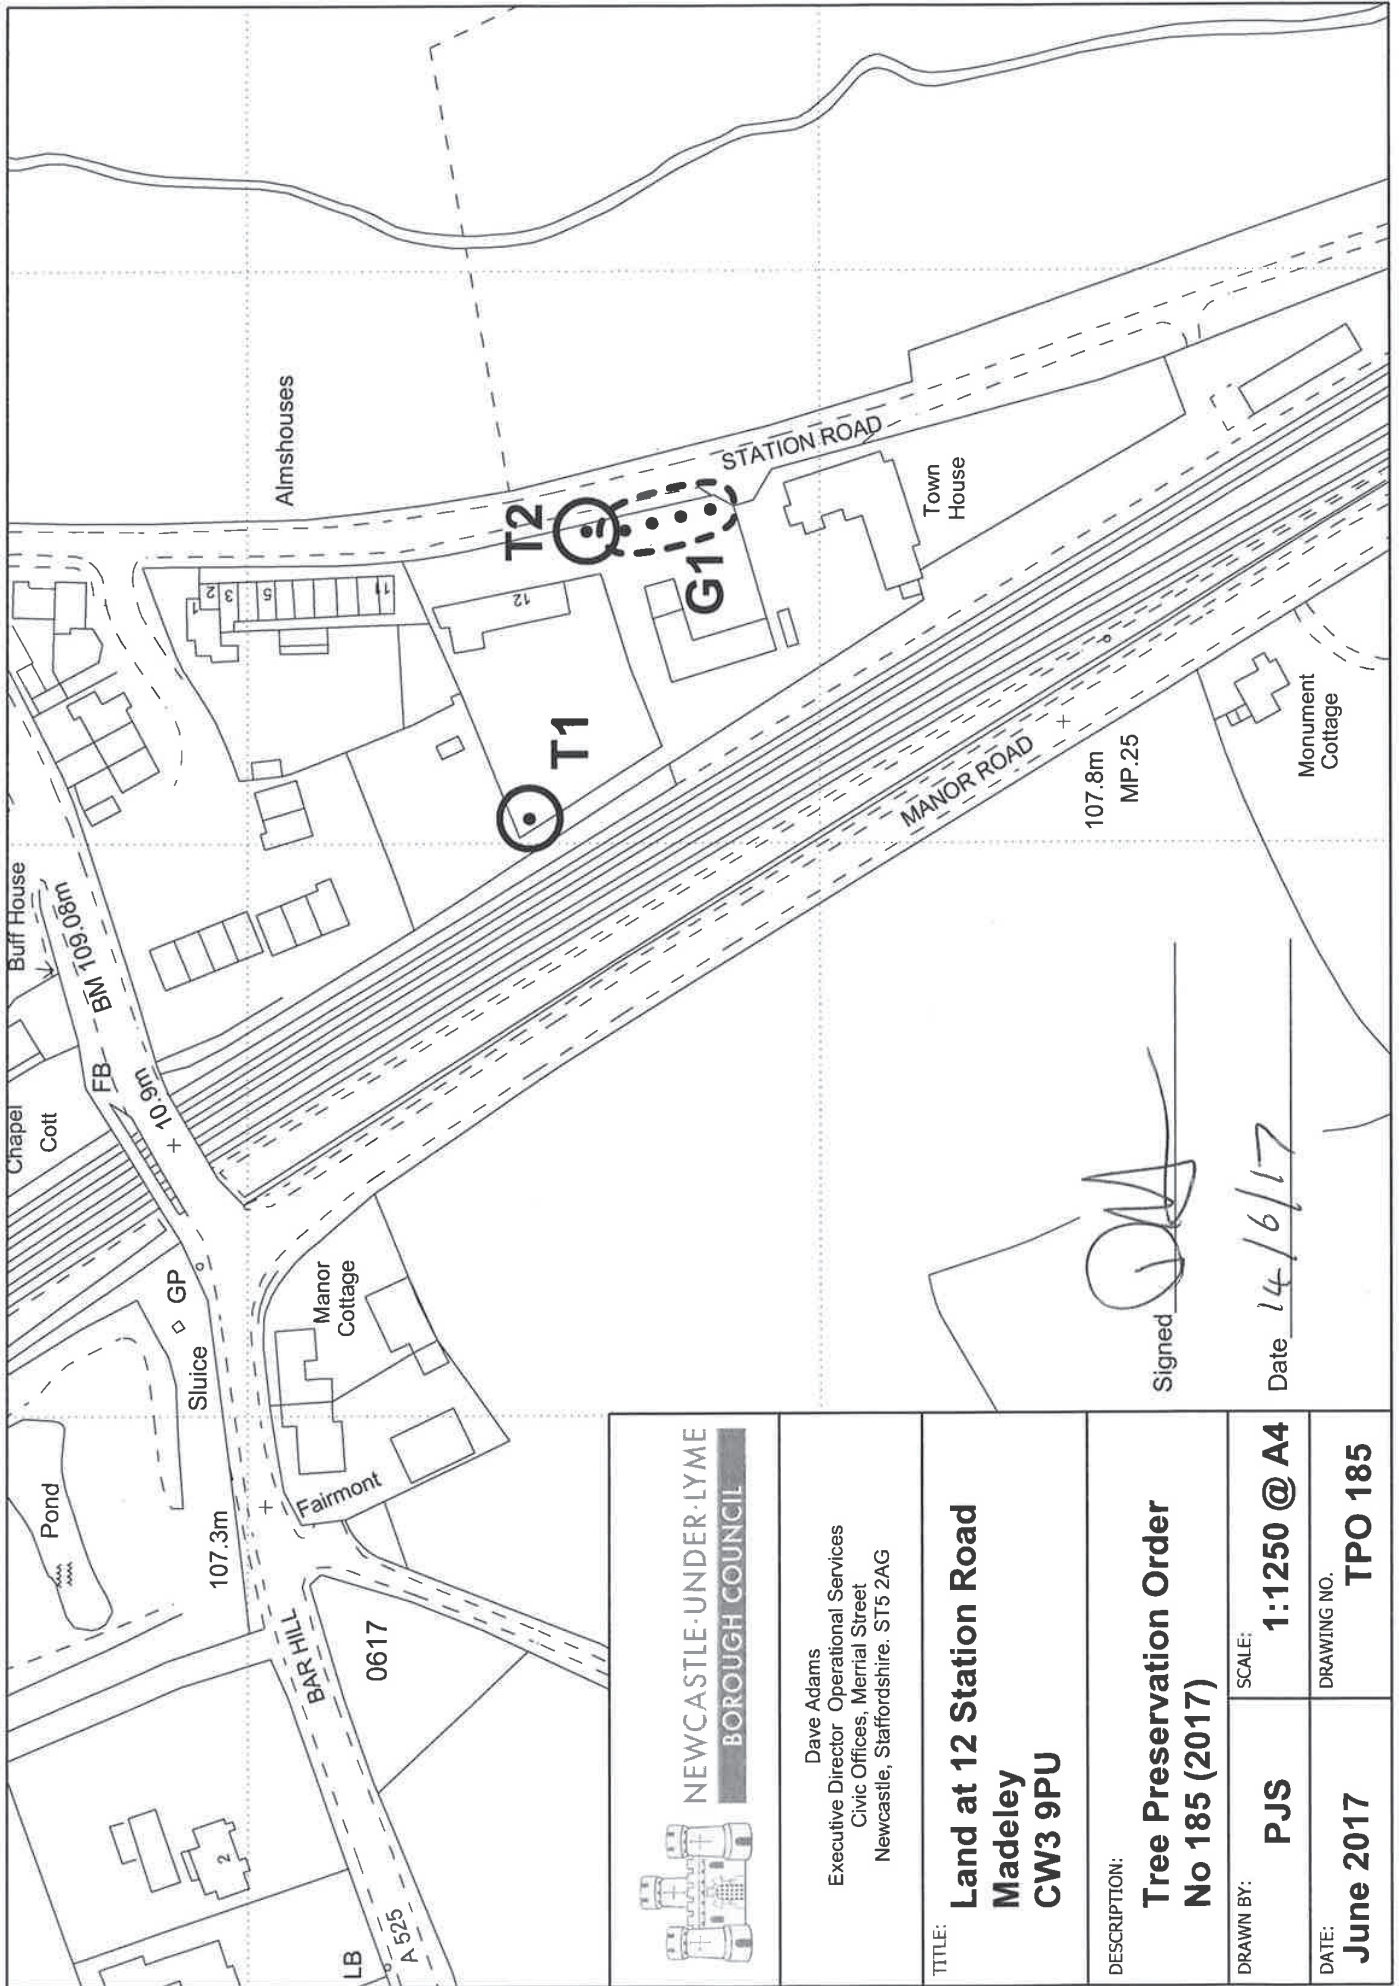 Chapel
Cott
Buff House
BM 109.08m
FB
+ 10.9m
Almshouses
Pond
Sluice
GP
107.3m
Manor
Cottage
Fairmont
BAR HILL
0617
A 525
LB
2
1
2
3
5
11
12
T1
T2
G1
STATION ROAD
Town
House
MANOR ROAD
107.8m
MP.25
Monument
Cottage
NEWCASTLE·UNDER·LYME
BOROUGH COUNCIL
Dave Adams
Executive Director Operational Services
Civic Offices, Merrial Street
Newcastle, Staffordshire. ST5 2AG
TITLE:
Land at 12 Station Road
Madeley
CW3 9PU
DESCRIPTION:
Tree Preservation Order
No 185 (2017)
DRAWN BY:
PJS
SCALE:
1:1250 @ A4
DATE:
June 2017
DRAWING NO.
TPO 185
Signed
Date 14/6/17